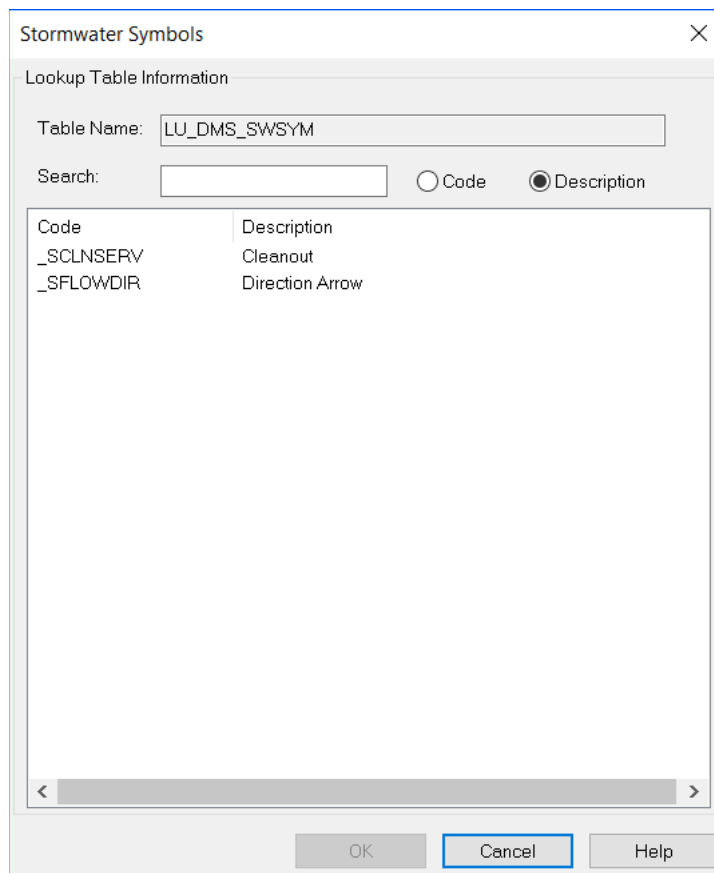 Stormwater Symbols
Lookup Table Information
Table Name: LU_DMS_SWSYM
Search: Code Description
Code Description
_SCLNSERV Cleanout
_SFLOWDIR Direction Arrow
OK Cancel Help